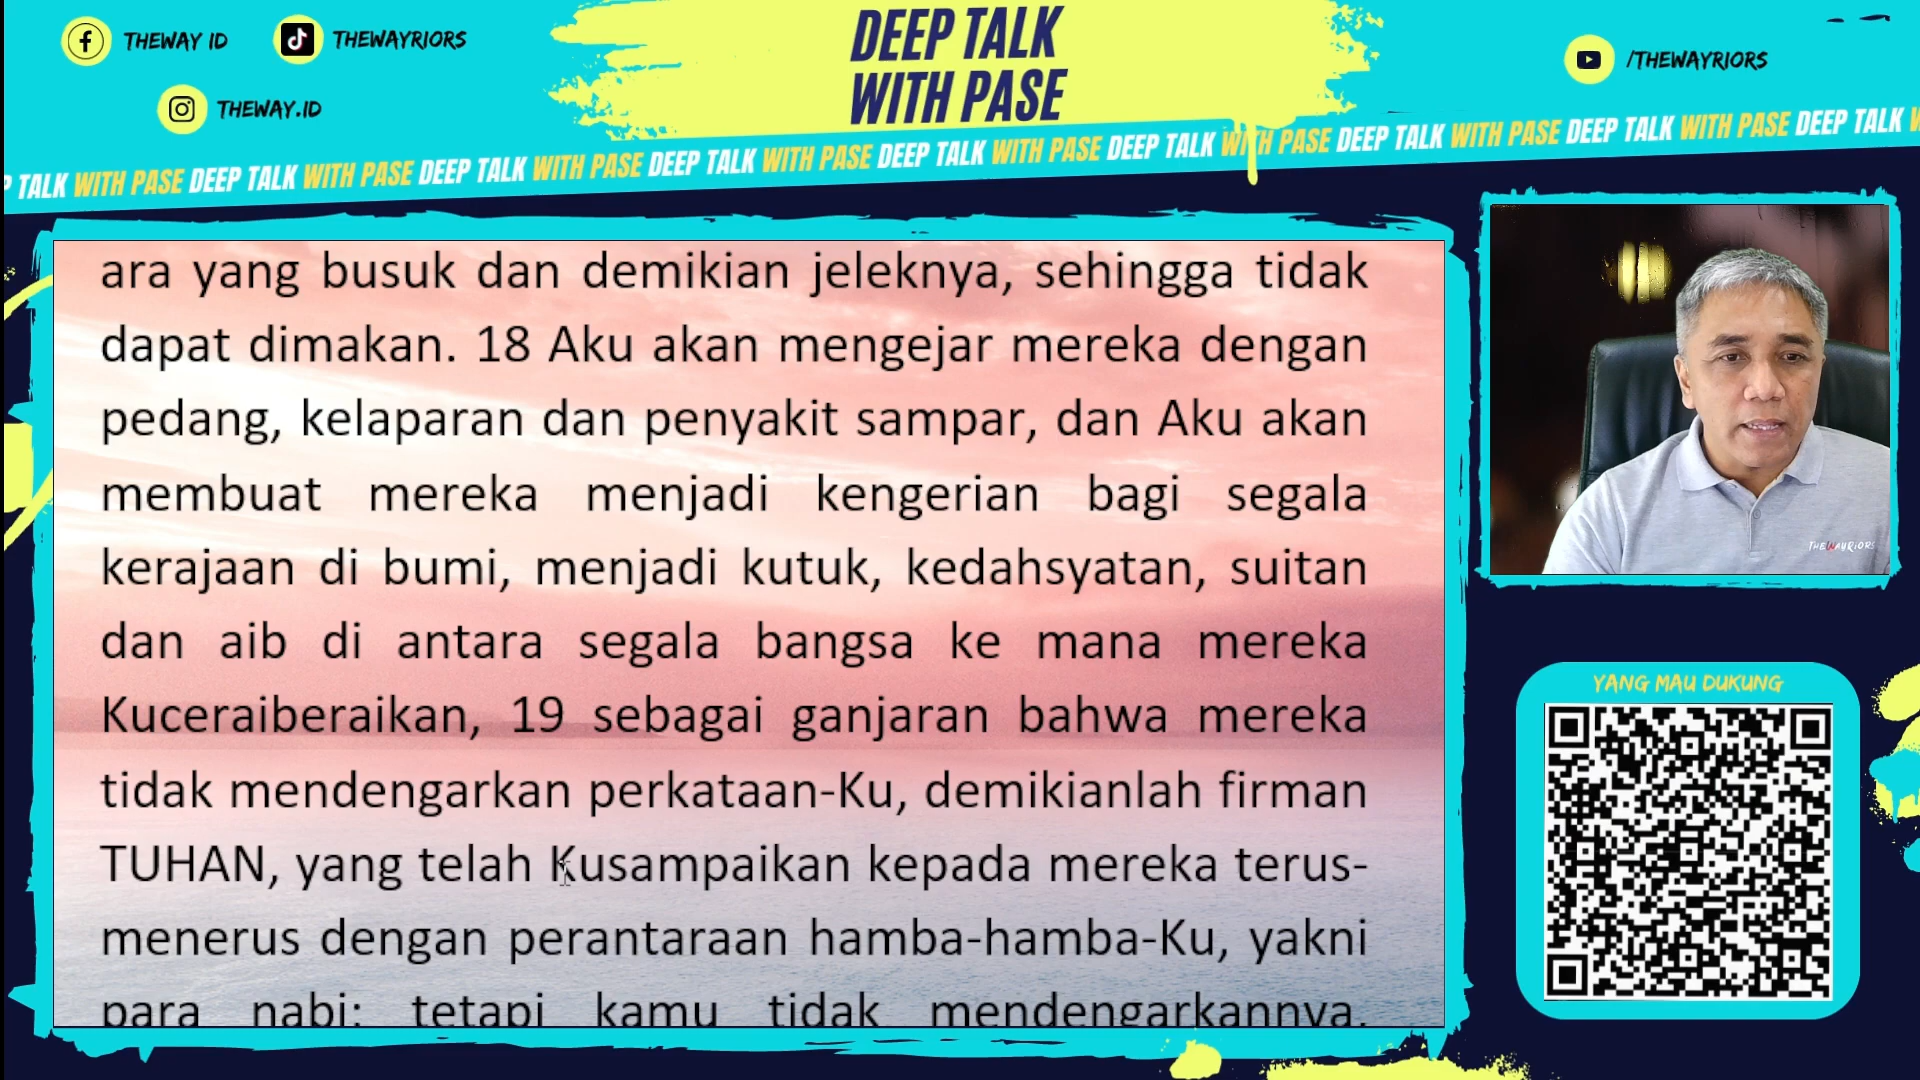 THEWAY ID
THEWAYRIORS
THEWAY.ID
DEEP TALK
WITH PASE
/THEWAYRIORS
TALK WITH PASE DEEP TALK WITH PASE DEEP TALK WITH PASE DEEP TALK WITH PASE DEEP TALK WITH PASE DEEP TALK WITH PASE DEEP TALK WITH PASE DEEP TALK WITH PASE DEEP TALK
ara yang busuk dan demikian jeleknya, sehingga tidak
dapat dimakan. 18 Aku akan mengejar mereka dengan
pedang, kelaparan dan penyakit sampar, dan Aku akan
membuat mereka menjadi kengerian bagi segala
kerajaan di bumi, menjadi kutuk, kedahsyatan, suitan
dan aib di antara segala bangsa ke mana mereka
Kuceraiberaikan, 19 sebagai ganjaran bahwa mereka
tidak mendengarkan perkataan-Ku, demikianlah firman
TUHAN, yang telah Kusampaikan kepada mereka terus-
menerus dengan perantaraan hamba-hamba-Ku, yakni
para nabi; tetapi kamu tidak mendengarkannya,
THEWAYRIORS
YANG MAU DUKUNG